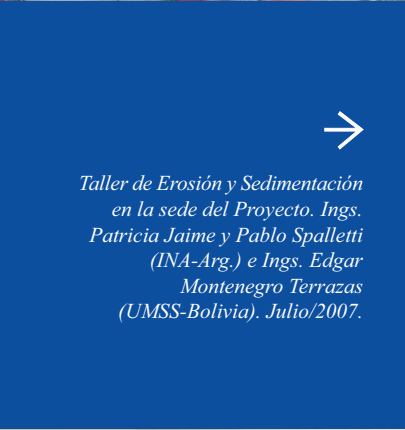 Taller de Erosión y Sedimentación
en la sede del Proyecto. Ings.
Patricia Jaime y Pablo Spalletti
(INA-Arg.) e Ings. Edgar
Montenegro Terrazas
(UMSS-Bolivia). Julio/2007.